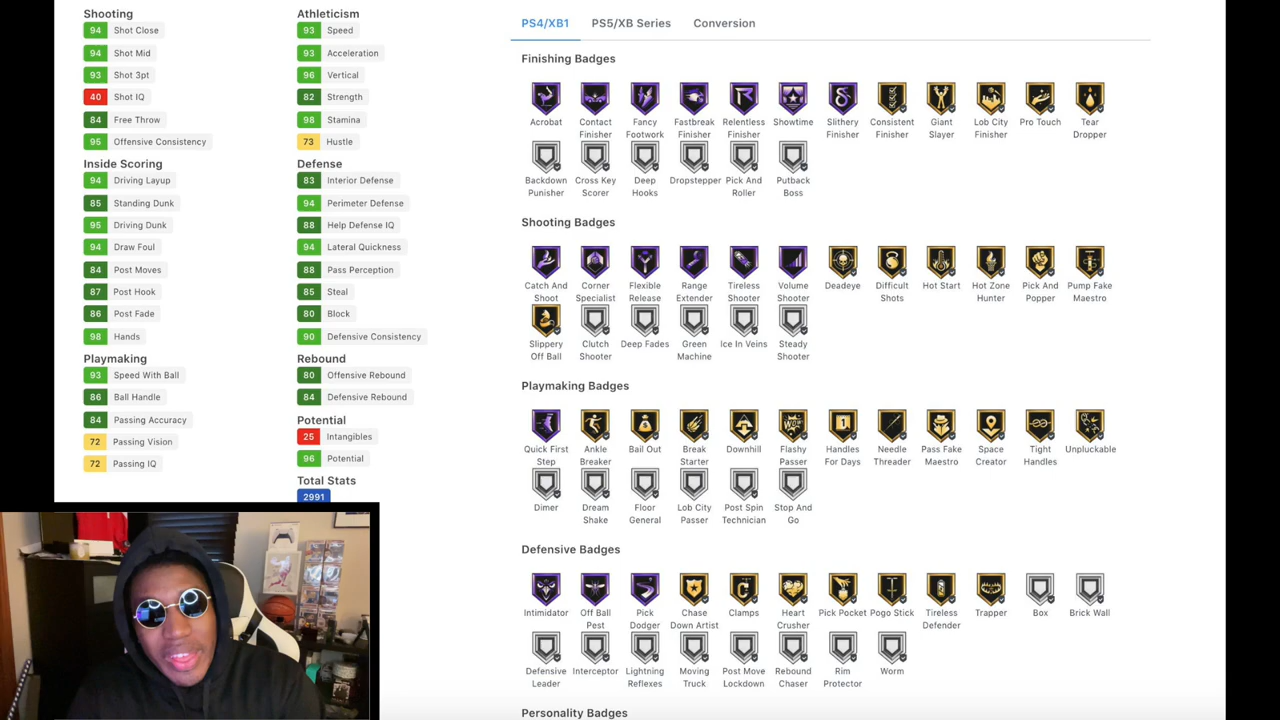 Shooting
94 Shot Close
94 Shot Mid
93 Shot 3pt
40 Shot IQ
84 Free Throw
95 Offensive Consistency
Inside Scoring
94 Driving Layup
85 Standing Dunk
95 Driving Dunk
94 Draw Foul
84 Post Moves
87 Post Hook
86 Post Fade
98 Hands
Playmaking
93 Speed With Ball
86 Ball Handle
84 Passing Accuracy
72 Passing Vision
72 Passing IQ
Athleticism
93 Speed
93 Acceleration
96 Vertical
82 Strength
98 Stamina
73 Hustle
Defense
83 Interior Defense
94 Perimeter Defense
88 Help Defense IQ
94 Lateral Quickness
88 Pass Perception
85 Steal
80 Block
90 Defensive Consistency
Rebound
80 Offensive Rebound
84 Defensive Rebound
Potential
25 Intangibles
96 Potential
Total Stats
2991
PS4/XB1 PS5/XB Series Conversion
Finishing Badges
Acrobat Contact Fancy Fastbreak Relentless Showtime Slithery Consistent Giant Lob City Pro Touch Tear
Finisher Footwork Finisher Finisher Finisher Finisher Slayer Finisher Dropper
Backdown Cross Key Deep Dropstepper Pick And Putback
Punisher Scorer Hooks Roller Boss
Shooting Badges
Catch And Corner Flexible Range Tireless Volume Deadeye Difficult Hot Start Hot Zone Pick And Pump Fake
Shoot Specialist Release Extender Shooter Shooter Shots Hunter Popper Maestro
Slippery Clutch Deep Fades Green Ice In Veins Steady
Off Ball Shooter Machine Shooter
Playmaking Badges
Quick First Ankle Bail Out Break Downhill Flashy Handles Needle Pass Fake Space Tight Unpluckable
Step Breaker Starter Passer For Days Threader Maestro Creator Handles
Dimer Dream Floor Lob City Post Spin Stop And
Shake General Passer Technician Go
Defensive Badges
Intimidator Off Ball Pick Chase Clamps Heart Pick Pocket Pogo Stick Tireless Trapper Box Brick Wall
Pest Dodger Down Artist Crusher Defender
Defensive Interceptor Lightning Moving Post Move Rebound Rim Worm
Leader Reflexes Truck Lockdown Chaser Protector
Personality Badges